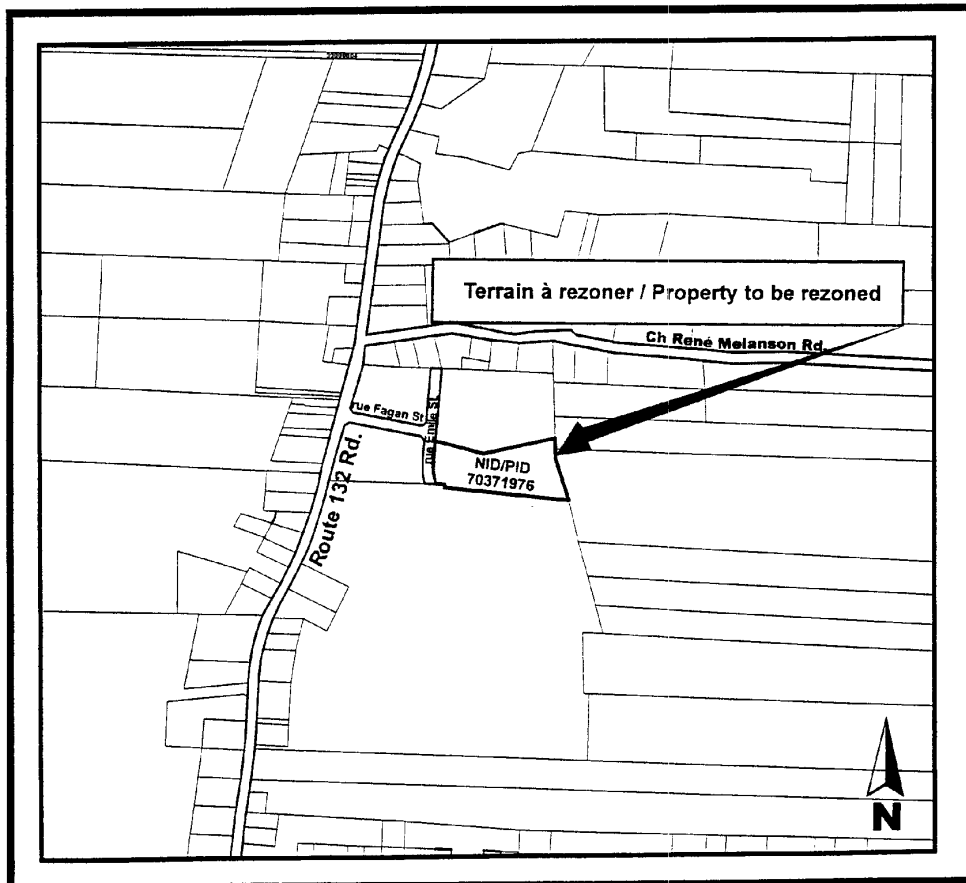 Terrain à rezoner / Property to be rezoned
Ch René Melanson Rd.
rue Fagan St
rue Emile St.
NID/PID
70371976
Route 132 Rd.
N